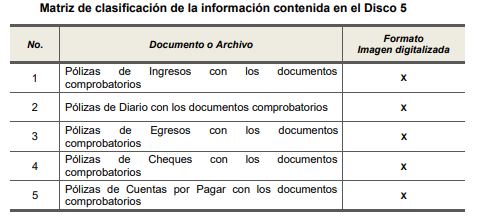 Matriz de clasificación de la información contenida en el Disco 5
No. Documento o Archivo Formato
Imagen digitalizada
1 Pólizas de Ingresos con los documentos
comprobatorios X
2 Pólizas de Diario con los documentos comprobatorios X
3 Pólizas de Egresos con los documentos
comprobatorios X
4 Pólizas de Cheques con los documentos
comprobatorios X
5 Pólizas de Cuentas por Pagar con los documentos
comprobatorios X